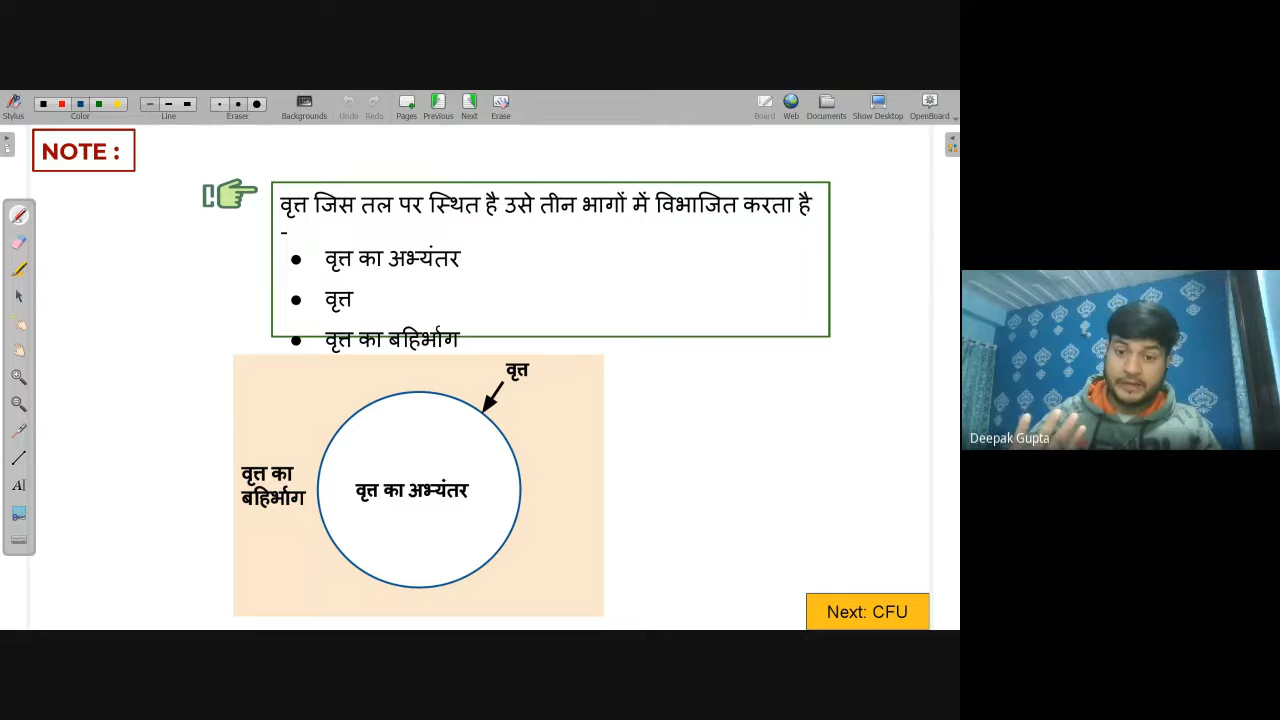 Stylus
Color
Line
Eraser
Backgrounds
Undo
Redo
Pages
Previous
Next
Erase
Board
Web
Documents
Show Desktop
OpenBoard
NOTE :
वृत्त जिस तल पर स्थित है उसे तीन भागों में विभाजित करता है
-
● वृत्त का अभ्यंतर
● वृत्त
● वृत्त का बहिर्भाग
वृत्त
वृत्त का
बहिर्भाग
वृत्त का अभ्यंतर
Next: CFU
Deepak Gupta